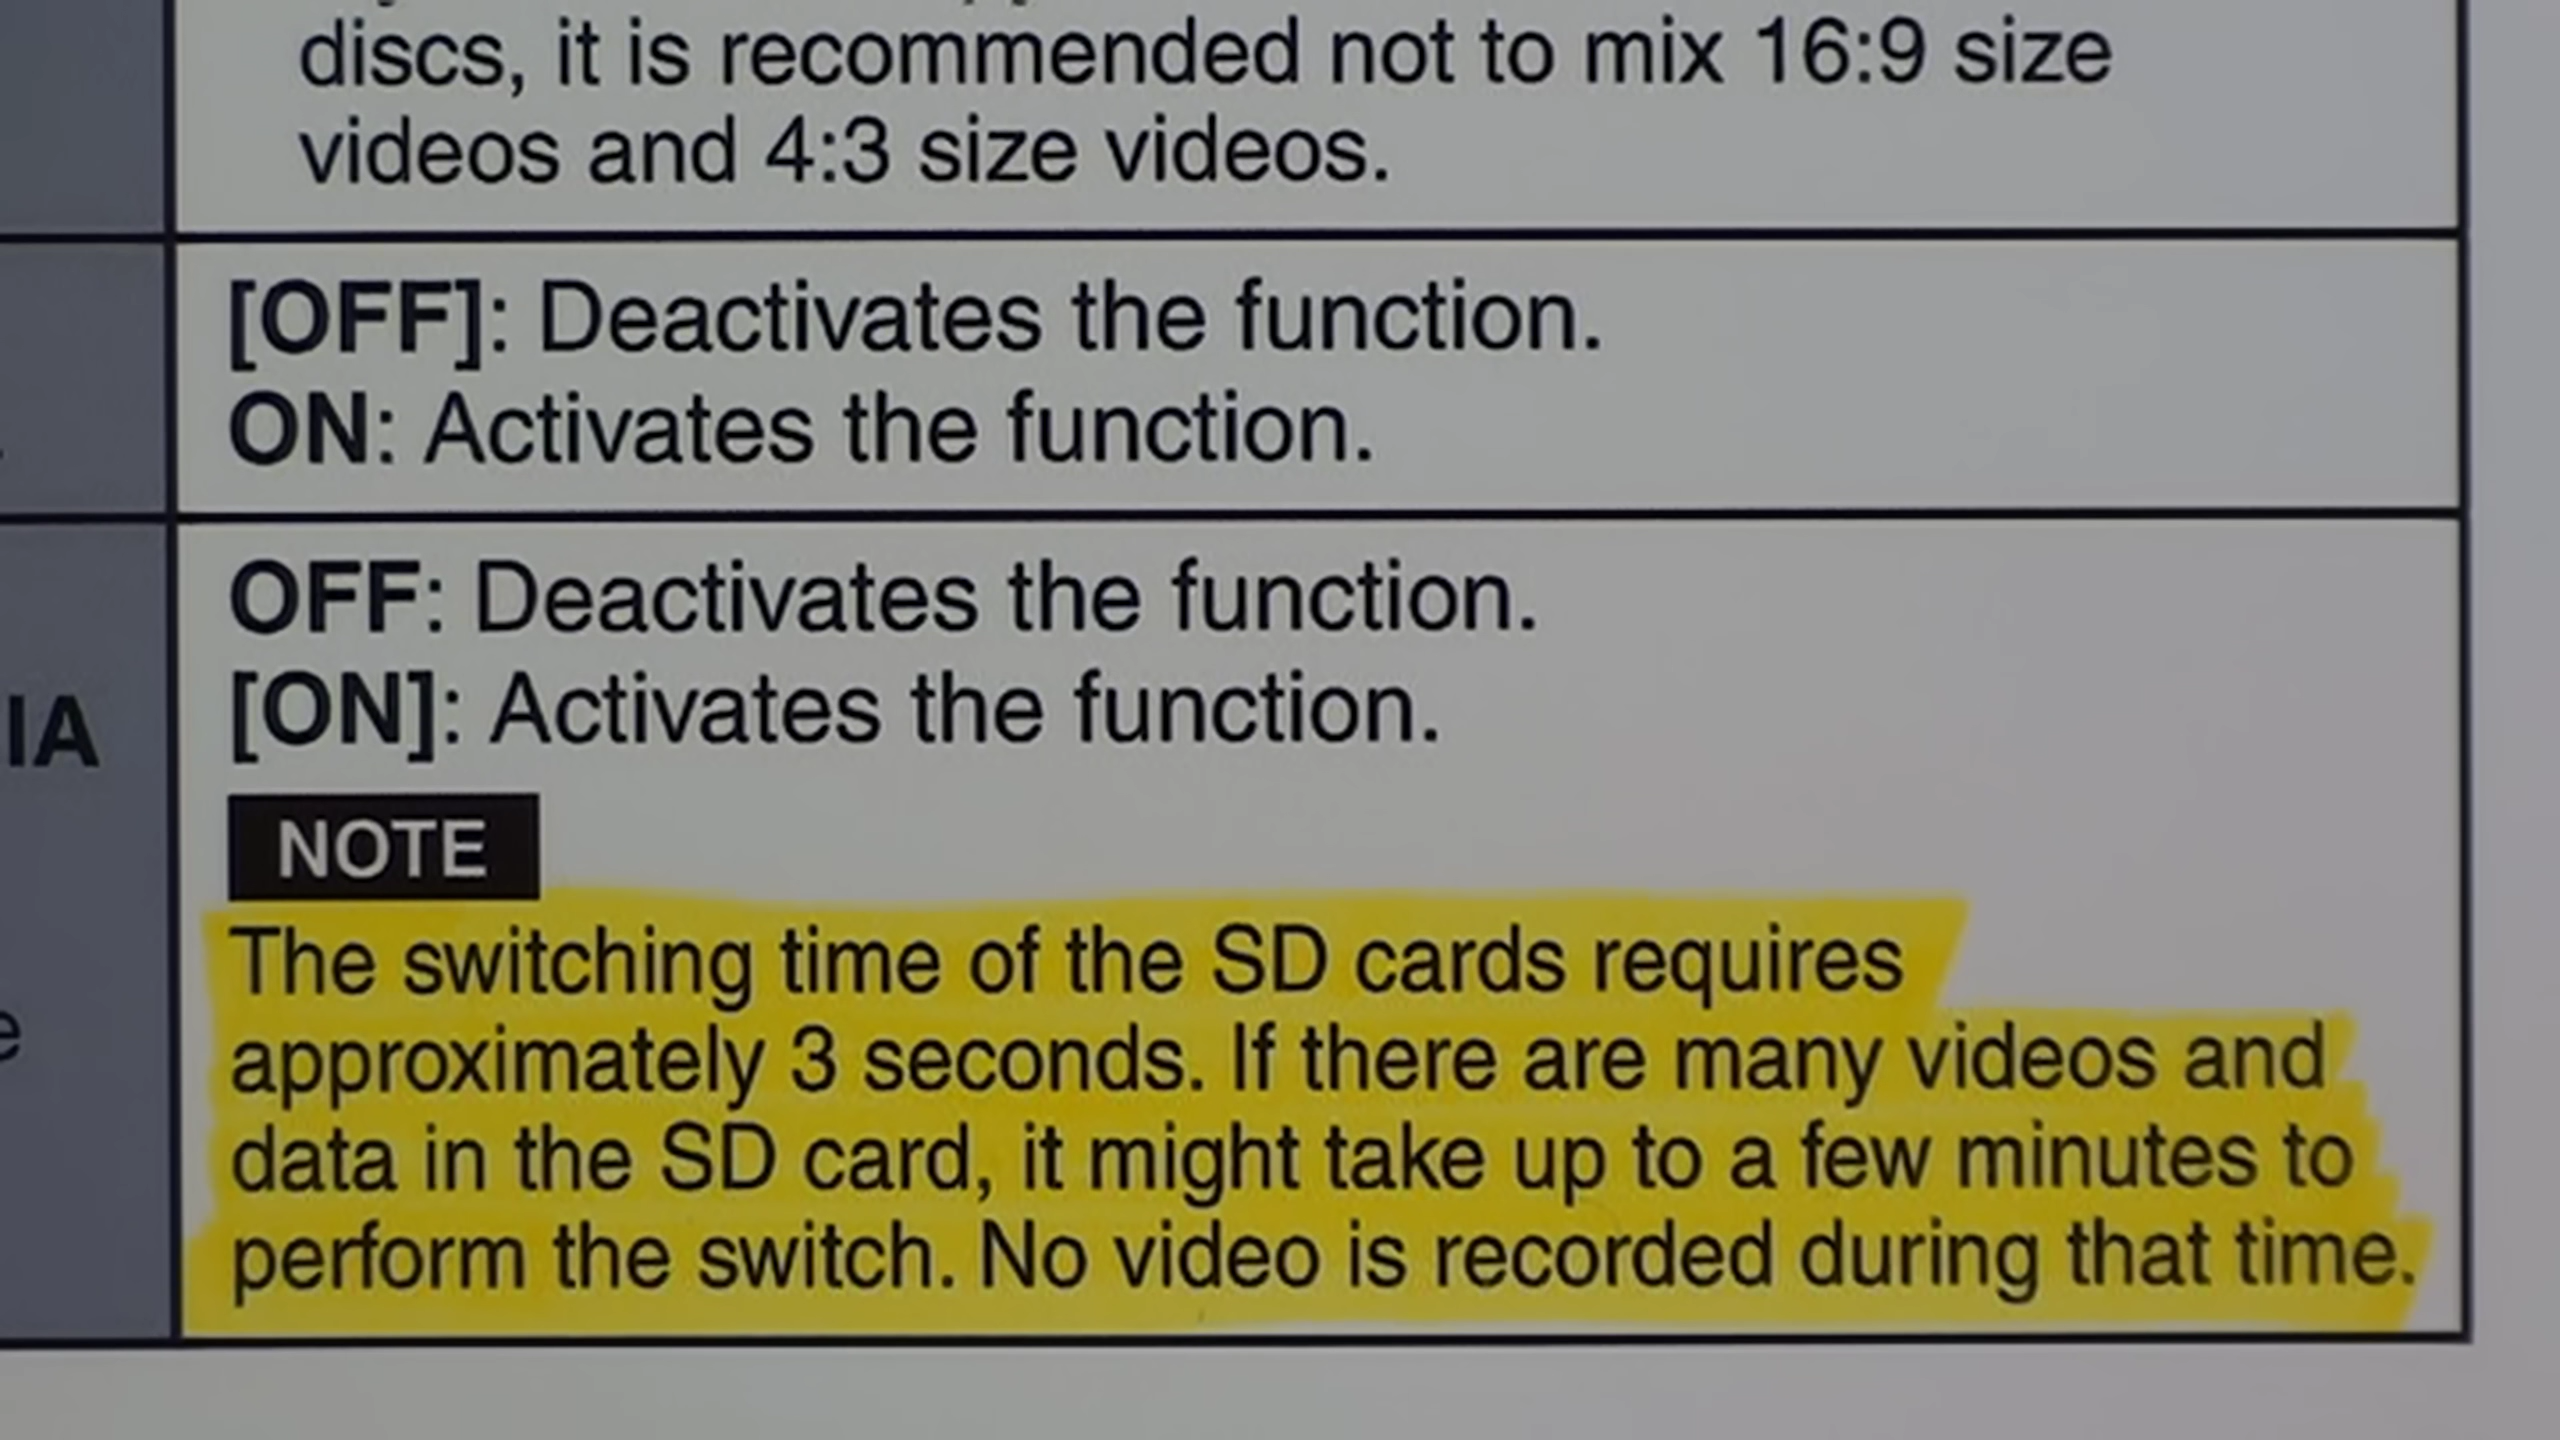 discs, it is recommended not to mix 16:9 size
videos and 4:3 size videos.
[OFF]: Deactivates the function.
ON: Activates the function.
OFF: Deactivates the function.
[ON]: Activates the function.
IA
NOTE
The switching time of the SD cards requires
e
approximately 3 seconds. If there are many videos and
data in the SD card, it might take up to a few minutes to
perform the switch. No video is recorded during that time.